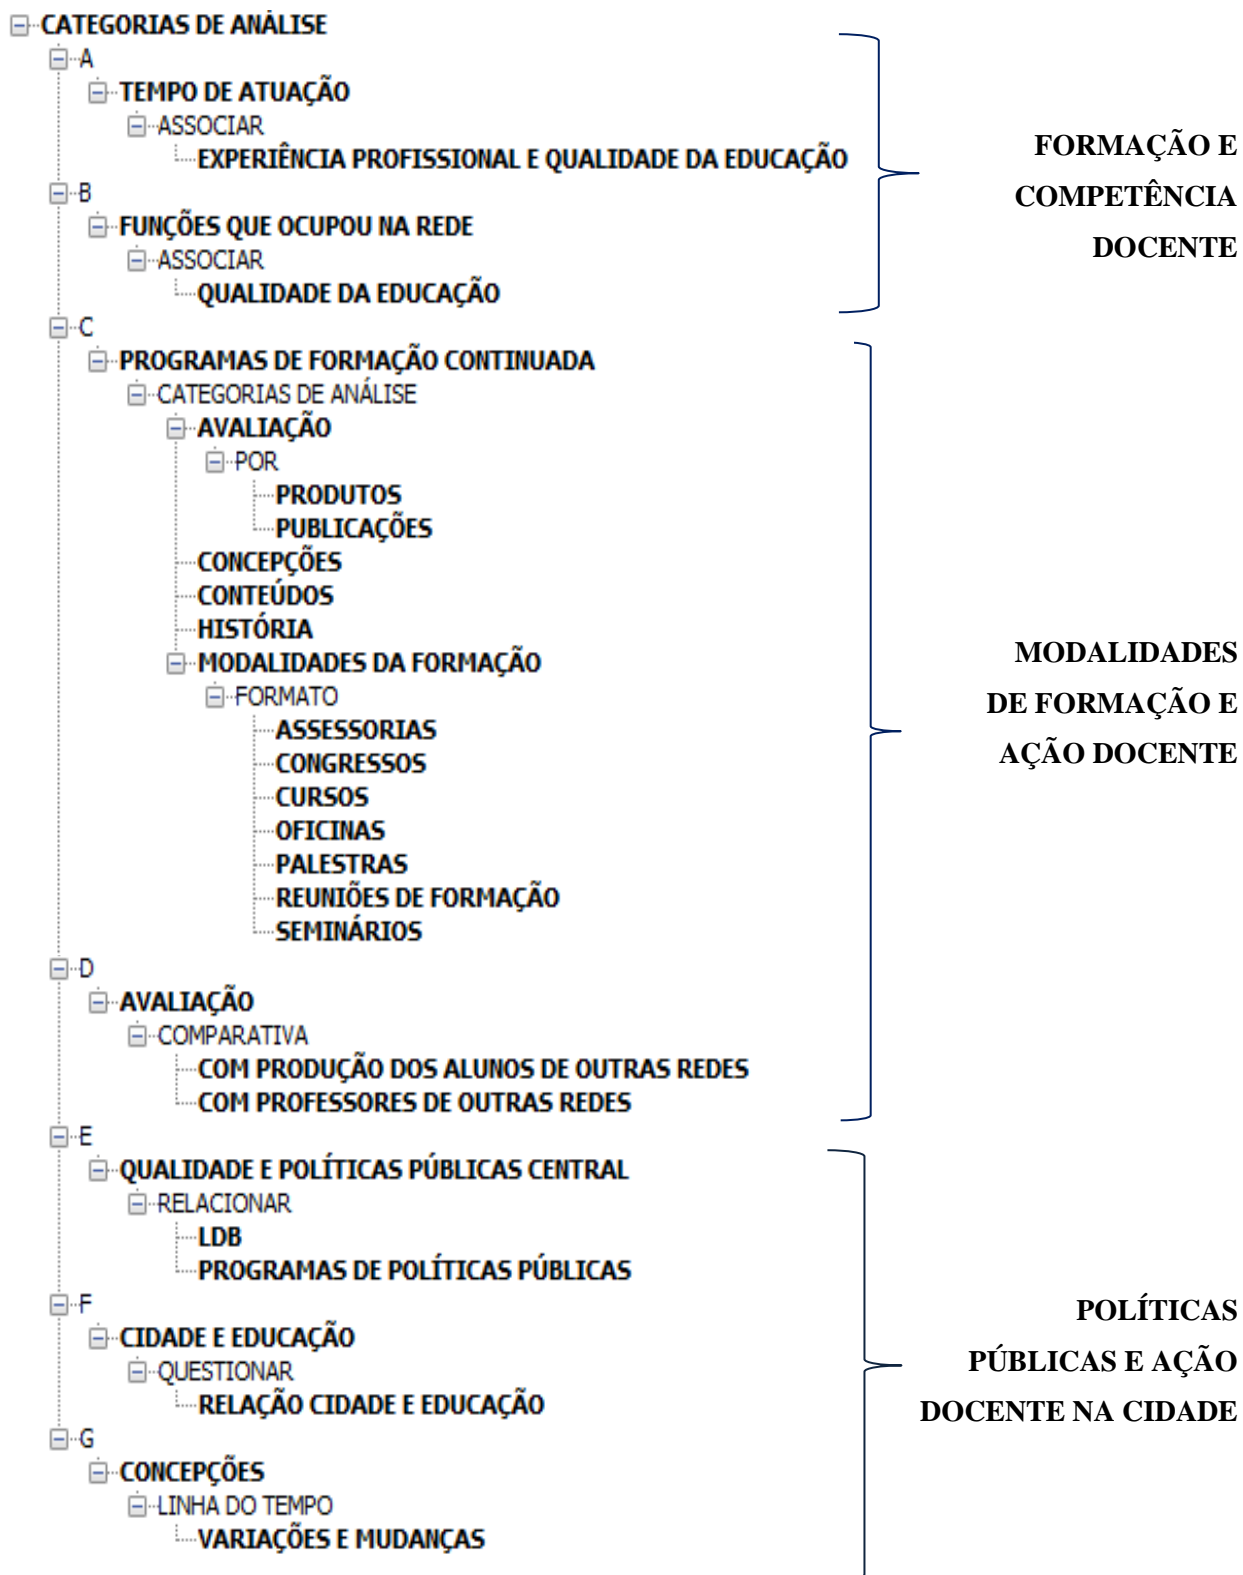 CATEGORIAS DE ANÁLISE
A
TEMPO DE ATUAÇÃO
ASSOCIAR
EXPERIÊNCIA PROFISSIONAL E QUALIDADE DA EDUCAÇÃO
B
FUNÇÕES QUE OCUPOU NA REDE
ASSOCIAR
QUALIDADE DA EDUCAÇÃO
FORMAÇÃO E
COMPETÊNCIA
DOCENTE
C
PROGRAMAS DE FORMAÇÃO CONTINUADA
CATEGORIAS DE ANÁLISE
AVALIAÇÃO
POR
PRODUTOS
PUBLICAÇÕES
CONCEPÇÕES
CONTEÚDOS
HISTÓRIA
MODALIDADES DA FORMAÇÃO
FORMATO
ASSESSORIAS
CONGRESSOS
CURSOS
OFICINAS
PALESTRAS
REUNIÕES DE FORMAÇÃO
SEMINÁRIOS
D
AVALIAÇÃO
COMPARATIVA
COM PRODUÇÃO DOS ALUNOS DE OUTRAS REDES
COM PROFESSORES DE OUTRAS REDES
MODALIDADES
DE FORMAÇÃO E
AÇÃO DOCENTE
E
QUALIDADE E POLÍTICAS PÚBLICAS CENTRAL
RELACIONAR
LDB
PROGRAMAS DE POLÍTICAS PÚBLICAS
F
CIDADE E EDUCAÇÃO
QUESTIONAR
RELAÇÃO CIDADE E EDUCAÇÃO
G
CONCEPÇÕES
LINHA DO TEMPO
VARIAÇÕES E MUDANÇAS
POLÍTICAS
PÚBLICAS E AÇÃO
DOCENTE NA CIDADE